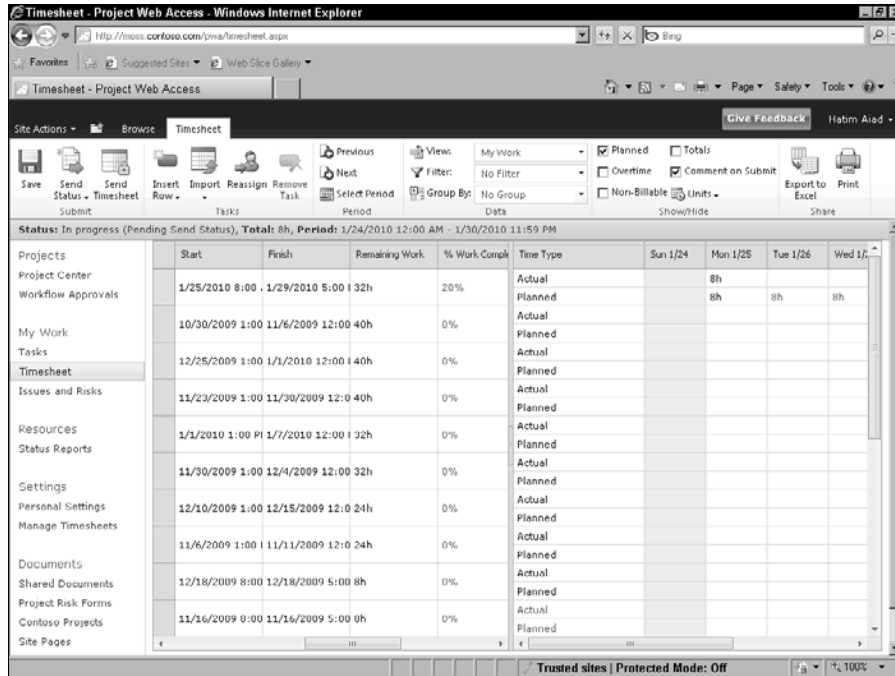 Timesheet - Project Web Access - Windows Internet Explorer
http://moss.contoso.com/pwa/timesheet.aspx
Bing
Favorites Suggested Sites Web Slice Gallery
Timesheet - Project Web Access
Page Safety Tools
Give Feedback Hatim Aiad
Site Actions Browse Timesheet
Save
Send Status
Send Timesheet
Submit
Insert Row
Import
Reassign
Remove Task
Tasks
Previous
Next
Select Period
Period
View: My Work
Filter: No Filter
Group By: No Group
Data
Planned Totals
Overtime Comment on Submit
Non-Billable Units
Show/Hide
Export to Excel
Print
Share
Status: In progress (Pending Send Status), Total: 8h, Period: 1/24/2010 12:00 AM - 1/30/2010 11:59 PM
Projects
Project Center
Workflow Approvals
My Work
Tasks
Timesheet
Issues and Risks
Resources
Status Reports
Settings
Personal Settings
Manage Timesheets
Documents
Shared Documents
Project Risk Forms
Contoso Projects
Site Pages
Start Finish Remaining Work % Work Comple
1/25/2010 8:00 1/29/2010 5:00 32h 20%
10/30/2009 1:00 11/6/2009 12:00 40h 0%
12/25/2009 1:00 1/1/2010 12:00 40h 0%
11/23/2009 1:00 11/30/2009 12:0 40h 0%
1/1/2010 1:00 PI 1/7/2010 12:00 32h 0%
11/30/2009 1:00 12/4/2009 12:00 32h 0%
12/10/2009 1:00 12/15/2009 12:0 24h 0%
11/6/2009 1:00 11/11/2009 12:0 24h 0%
12/18/2009 8:00 12/18/2009 5:00 8h 0%
11/16/2009 8:00 11/16/2009 5:00 8h 0%
Time Type Sun 1/24 Mon 1/25 Tue 1/26 Wed 1/2
Actual 8h
Planned 8h 8h 8h
Actual
Planned
Actual
Planned
Actual
Planned
Actual
Planned
Actual
Planned
Actual
Planned
Actual
Planned
Actual
Planned
Actual
Planned
Trusted sites | Protected Mode: Off
100%